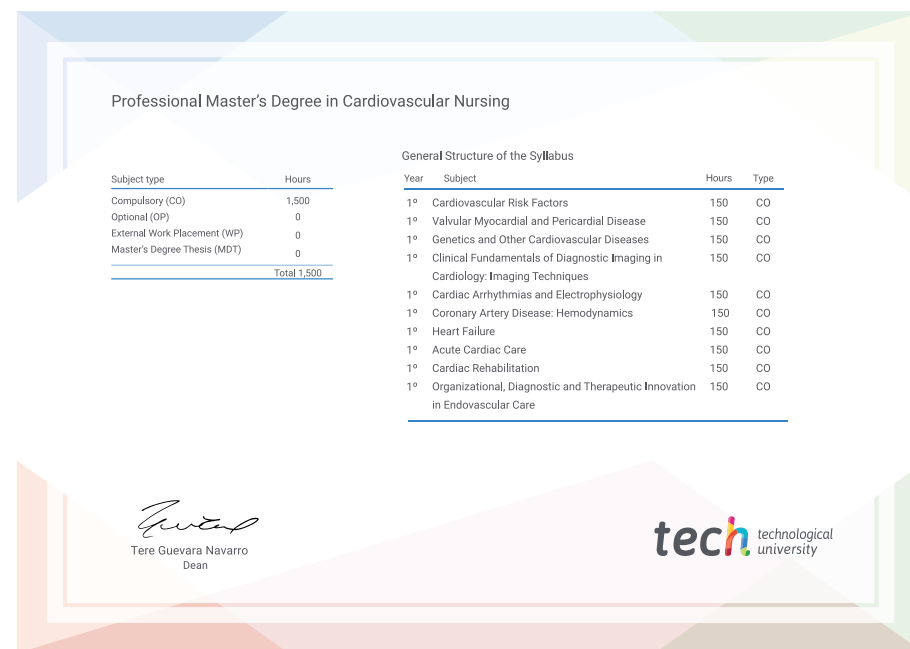 Professional Master's Degree in Cardiovascular Nursing
Subject type Hours
Compulsory (CO) 1,500
Optional (OP) 0
External Work Placement (WP) 0
Master's Degree Thesis (MDT) 0
Total 1,500
General Structure of the Syllabus
Year Subject Hours Type
1º Cardiovascular Risk Factors 150 CO
1º Valvular Myocardial and Pericardial Disease 150 CO
1º Genetics and Other Cardiovascular Diseases 150 CO
1º Clinical Fundamentals of Diagnostic Imaging in 150 CO
Cardiology: Imaging Techniques
1º Cardiac Arrhythmias and Electrophysiology 150 CO
1º Coronary Artery Disease: Hemodynamics 150 CO
1º Heart Failure 150 CO
1º Acute Cardiac Care 150 CO
1º Cardiac Rehabilitation 150 CO
1º Organizational, Diagnostic and Therapeutic Innovation 150 CO
in Endovascular Care
Tere Guevara Navarro
Dean
tech technological
university